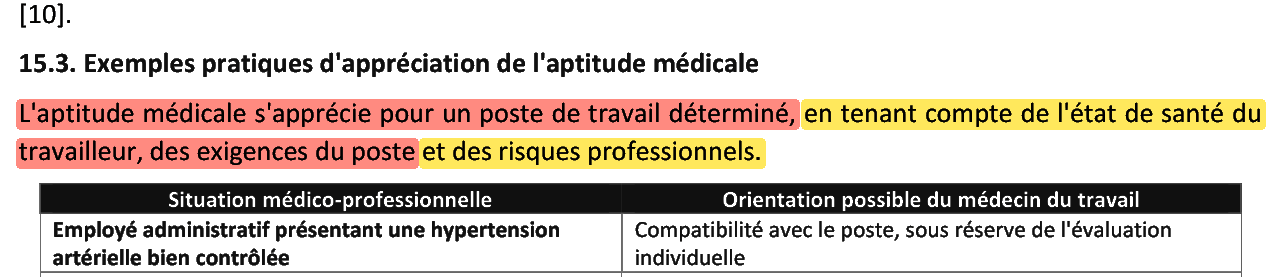 [10].
15.3. Exemples pratiques d'appréciation de l'aptitude médicale
L'aptitude médicale s'apprécie pour un poste de travail déterminé, en tenant compte de l'état de santé du
travailleur, des exigences du poste et des risques professionnels.
Situation médico-professionnelle
Orientation possible du médecin du travail
Employé administratif présentant une hypertension
artérielle bien contrôlée
Compatibilité avec le poste, sous réserve de l'évaluation
individuelle